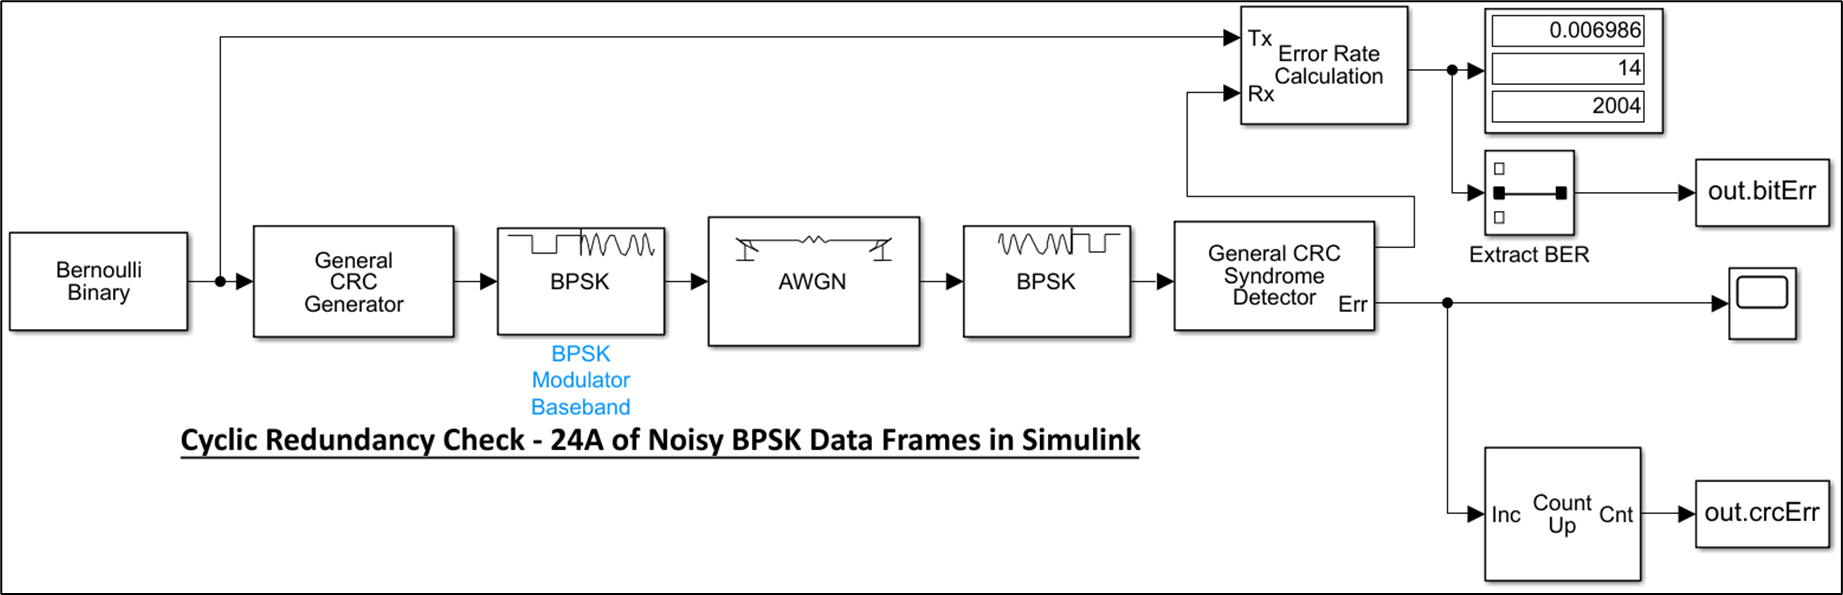 Tx
Error Rate
Calculation
Rx
0.006986
14
2004
out.bitErr
Extract BER
Bernoulli
Binary
General
CRC
Generator
BPSK
AWGN
BPSK
General CRC
Syndrome
Detector
Err
BPSK
Modulator
Baseband
Cyclic Redundancy Check - 24A of Noisy BPSK Data Frames in Simulink
Inc
Count
Up
Cnt
out.crcErr